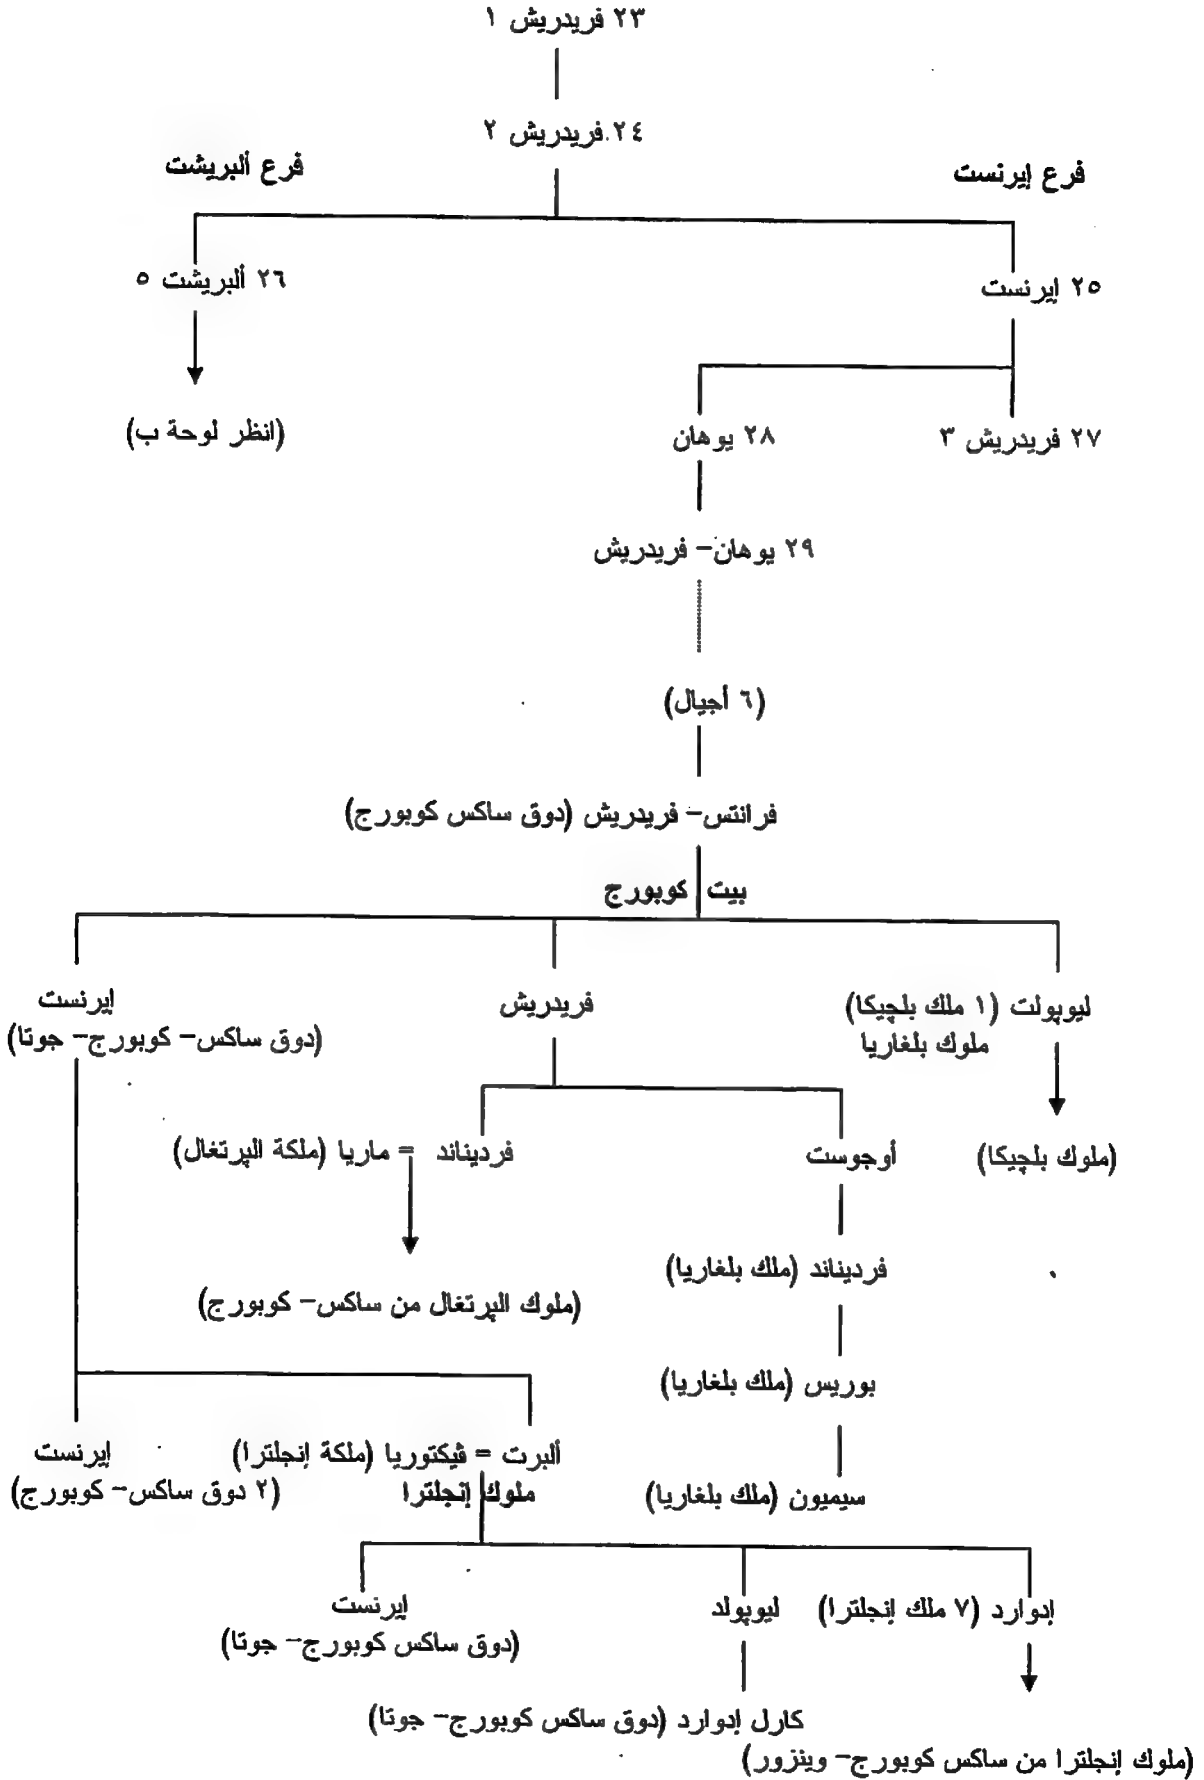 ٢٣ فريدريش ١
٢٤ فريدريش ٢
فرع إيرنست
فرع ألبريشت
٢٥ إيرنست
٢٦ ألبريشت ٥
(انظر لوحة ب)
٢٧ فريدريش ٣
٢٨ يوهان
٢٩ يوهان– فريدريش
(٦ أجيال)
فرانتس– فريدريش (دوق ساكس كوبورج)
بيت كوبورج
ليوپولت (١ ملك بلچيكا)
ملوك بلغاريا
فريدريش
إيرنست
(دوق ساكس– كوبورج– جوتا)
(ملوك بلچيكا)
أوجوست
فرديناند = ماريا (ملكة الپرتغال)
فرديناند (ملك بلغاريا)
(ملوك الپرتغال من ساكس– كوبورج)
بوريس (ملك بلغاريا)
سيميون (ملك بلغاريا)
ألبرت = ڤيكتوريا (ملكة إنجلترا)
ملوك إنجلترا
إيرنست
(٢ دوق ساكس– كوبورج)
إدوارد (٧ ملك إنجلترا)
ليوپولد
إيرنست
(دوق ساكس كوبورج– جوتا)
كارل إدوارد (دوق ساكس كوبورج– جوتا)
(ملوك إنجلترا من ساكس كوبورج– وينزور)